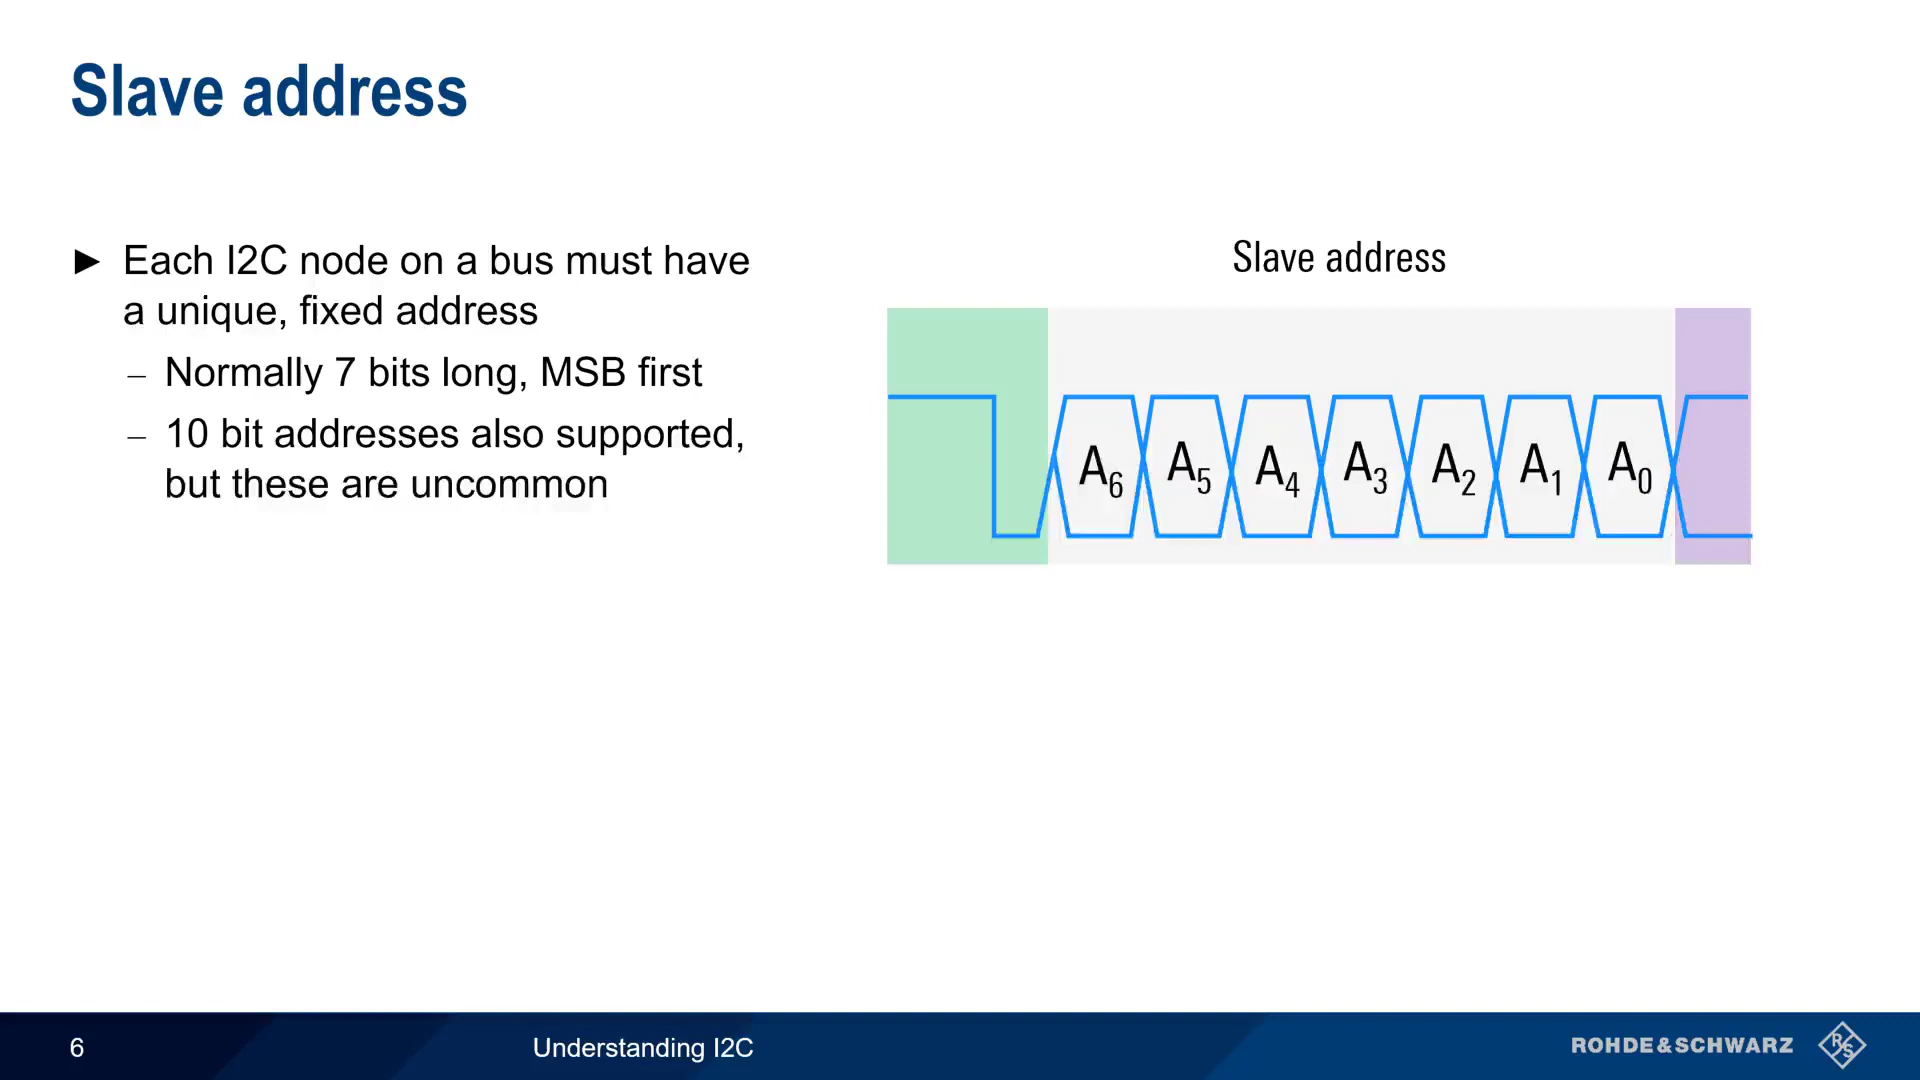 Slave address
► Each I2C node on a bus must have
a unique, fixed address
– Normally 7 bits long, MSB first
– 10 bit addresses also supported,
but these are uncommon
Slave address
A6 A5 A4 A3 A2 A1 A0
6
Understanding I2C
ROHDE&SCHWARZ
R&S